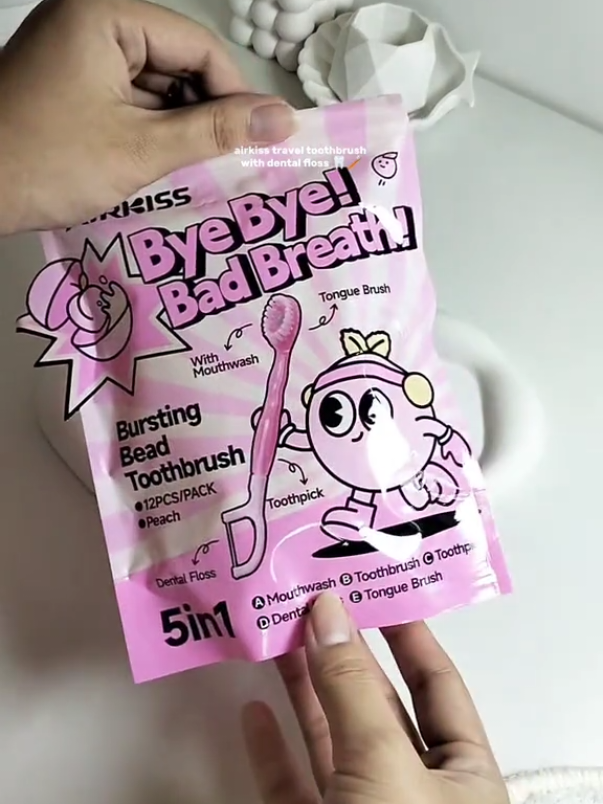 airkiss travel toothbrush
with dental floss
AIRKISS
Bye Bye!
Bad Breath!
Tongue Brush
With
Mouthwash
Bursting
Bead
Toothbrush
●12PCS/PACK
●Peach
Toothpick
Dental Floss
5in1
A Mouthwash B Toothbrush C
D E Tongue Brush